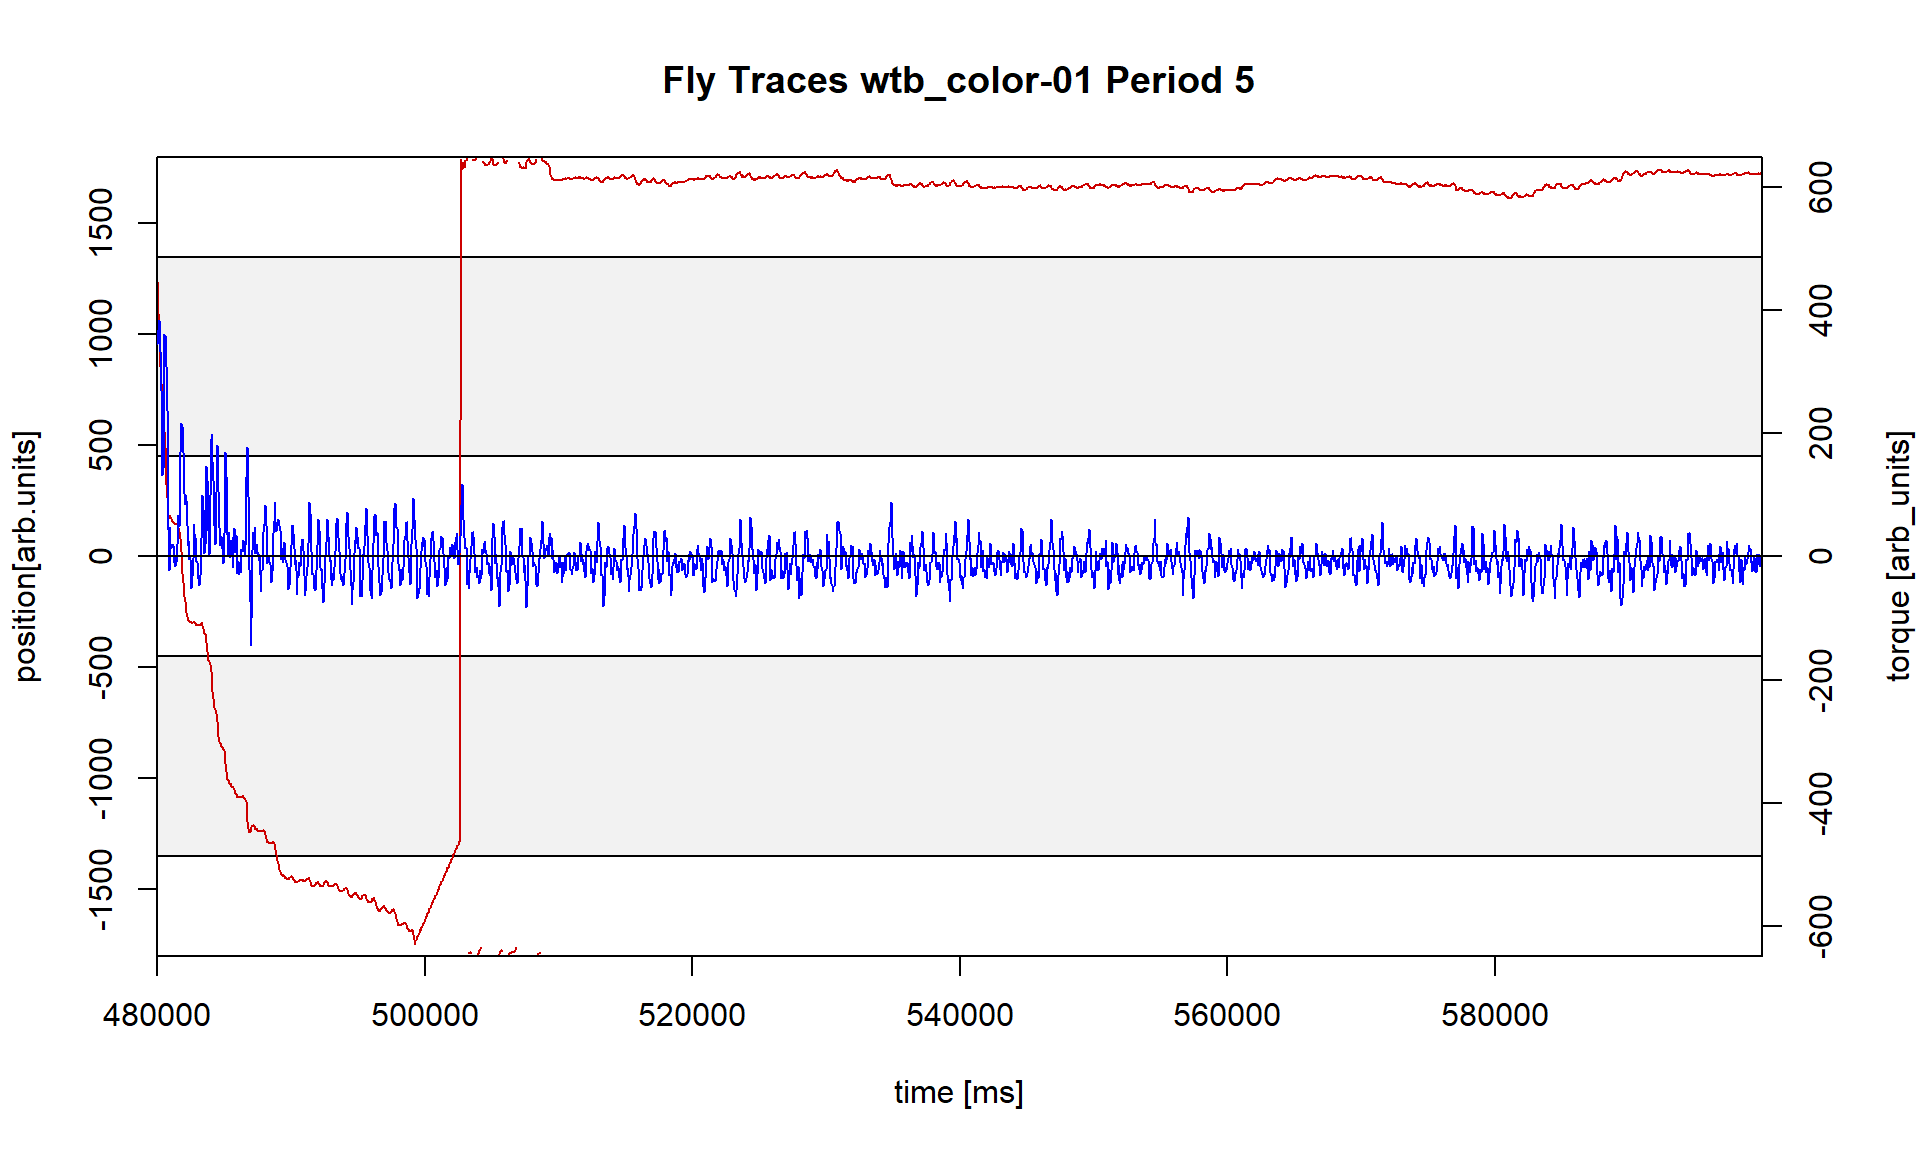 Fly Traces wtb_color-01 Period 5
position[arb.units]
1500
1000
500
0
-500
-1000
-1500
600
400
200
0
-200
-400
-600
torque [arb_units]
480000 500000 520000 540000 560000 580000
time [ms]